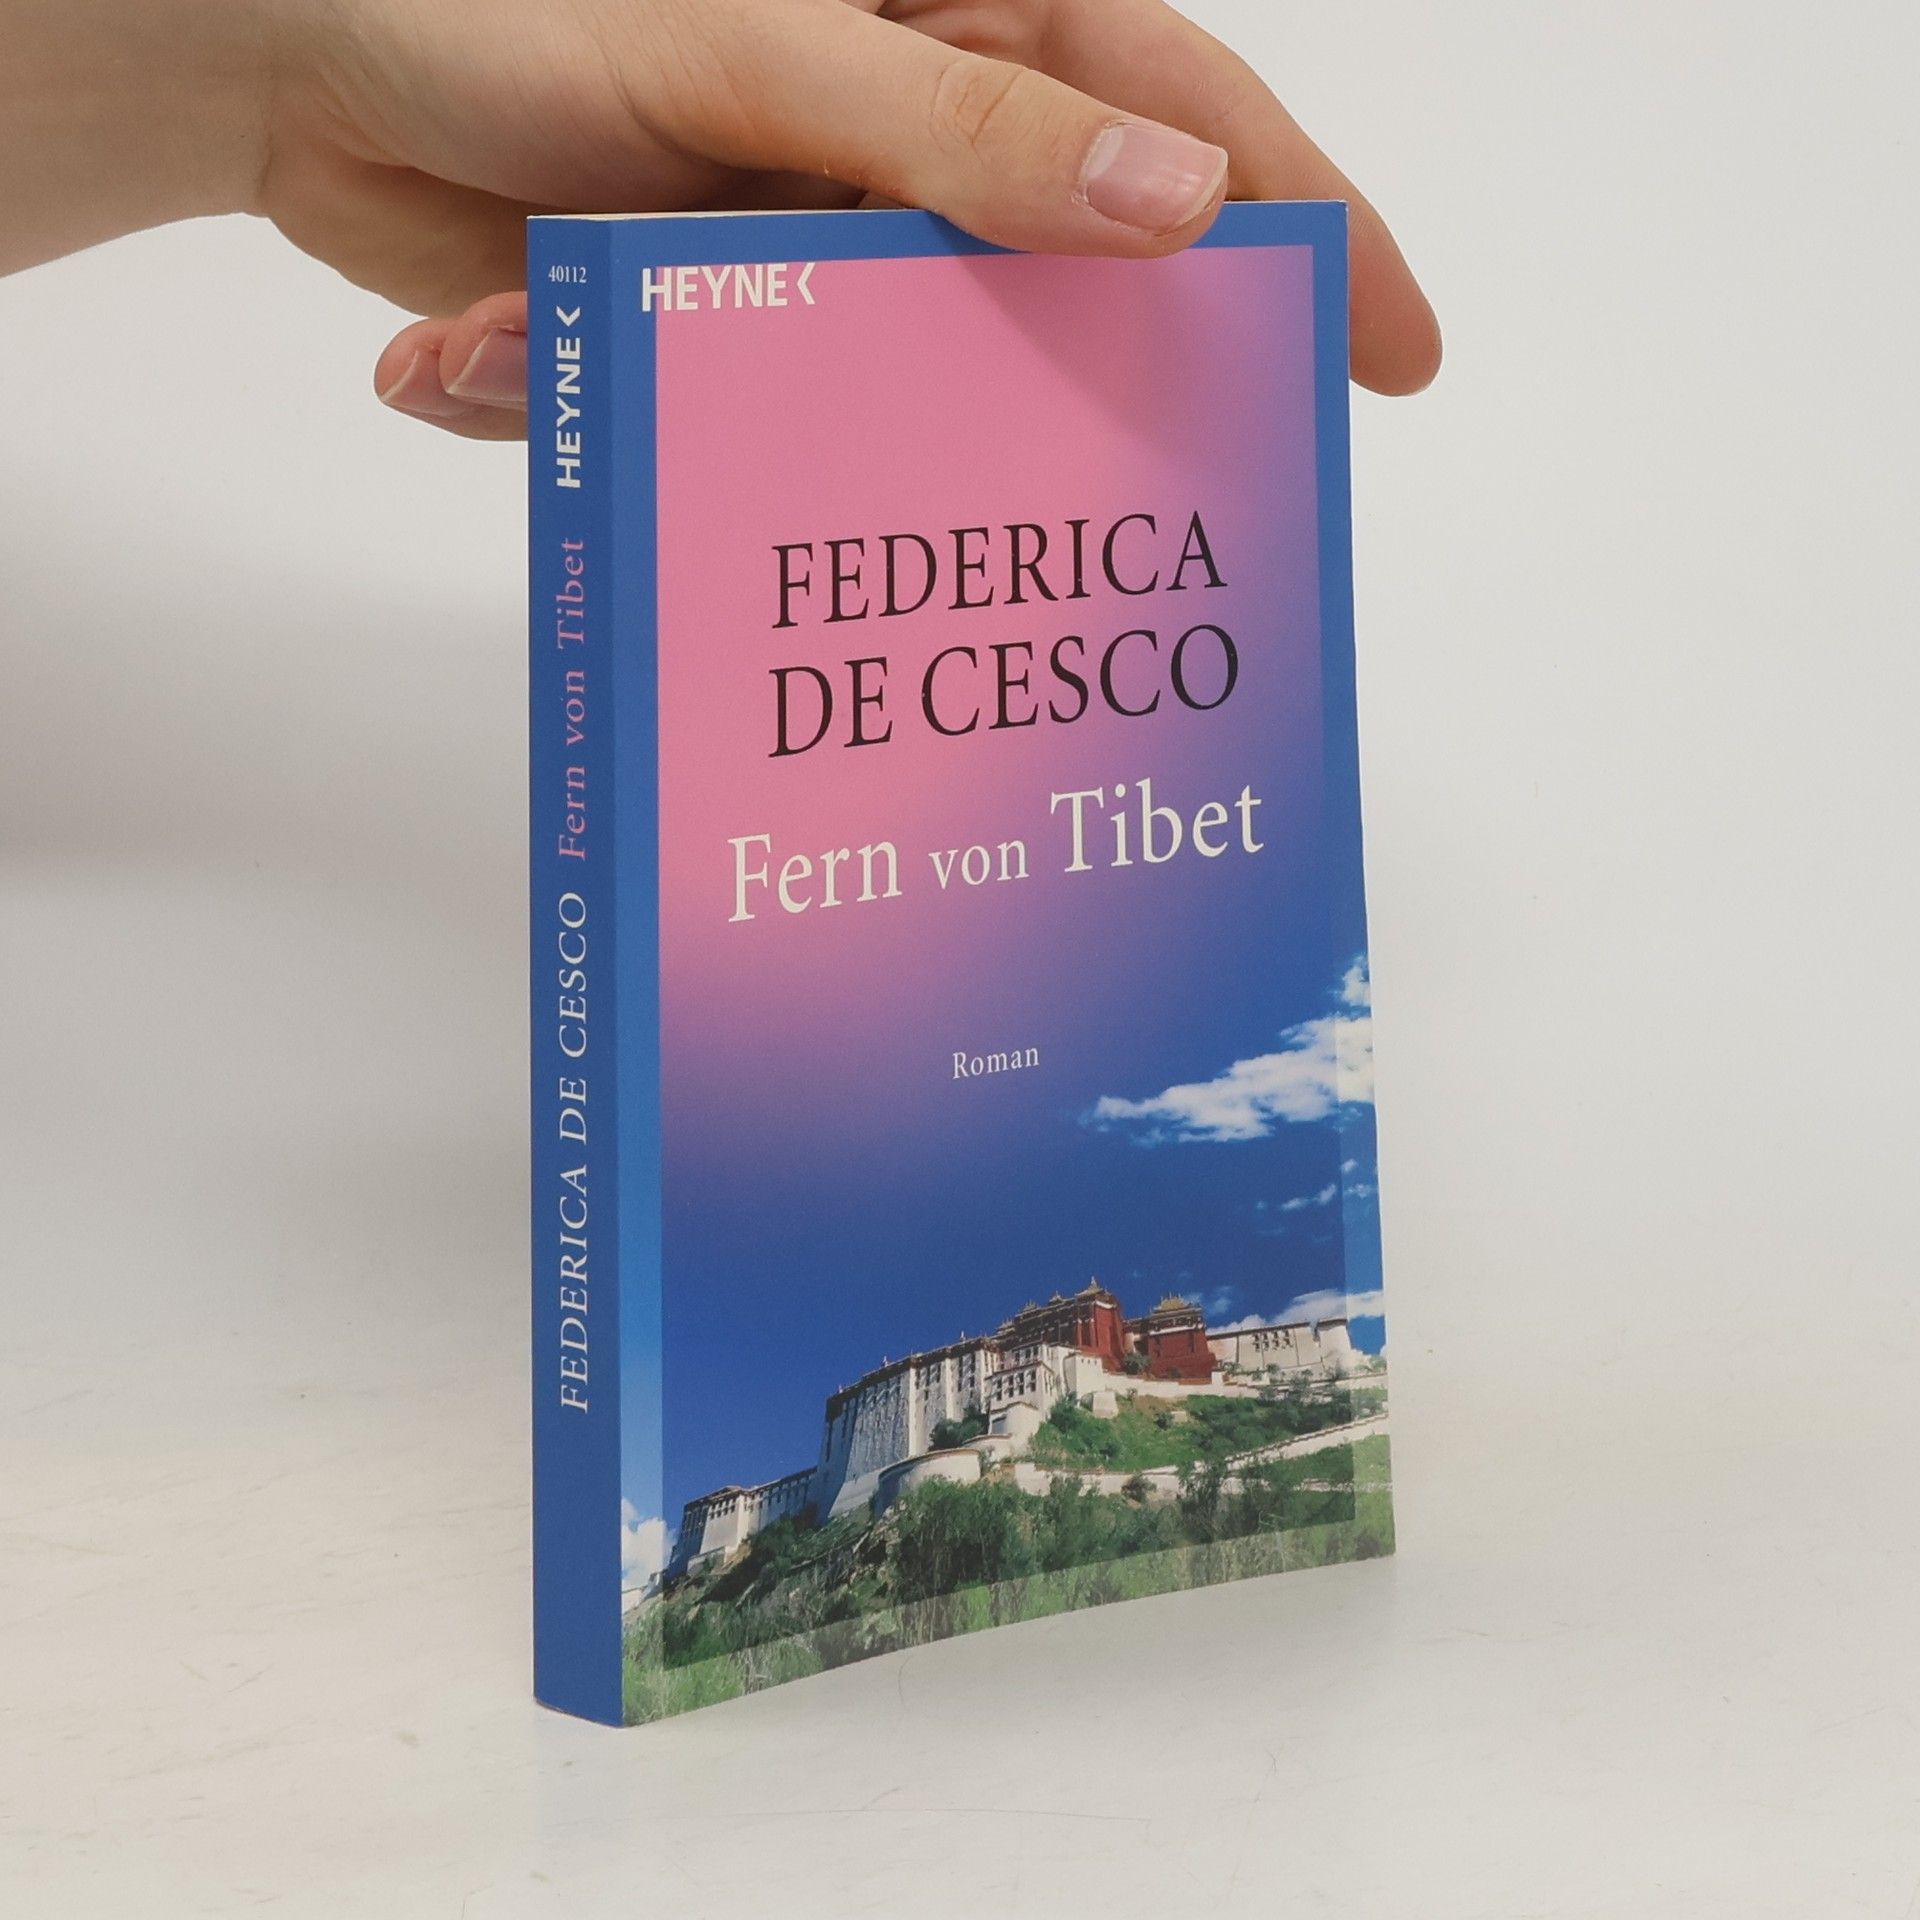 40112
HEYNE<
FEDERICA DE CESCO Fern von Tibet HEYNE<
FEDERICA
DE CESCO
Fern von Tibet
Roman